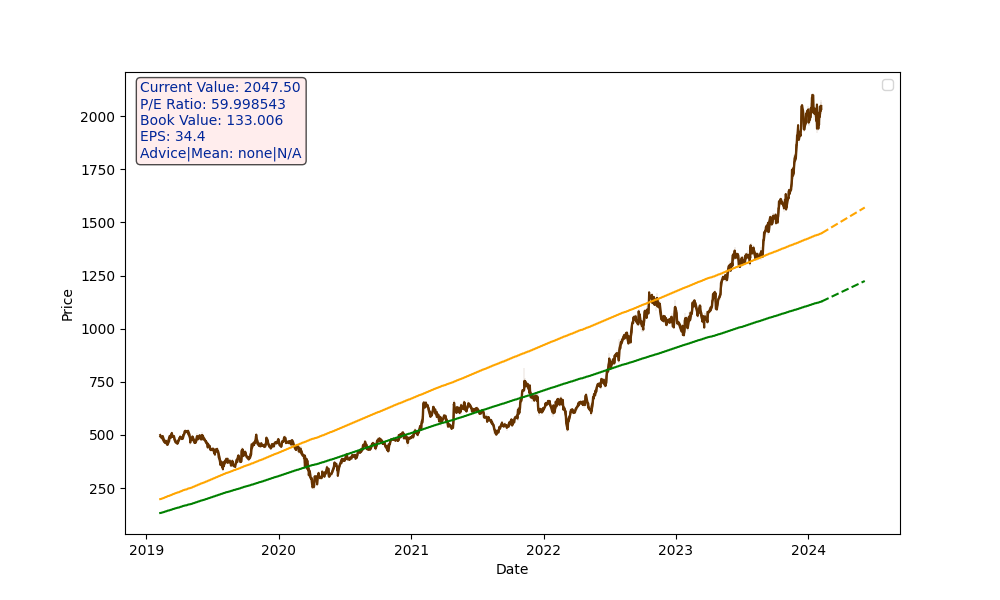 Current Value: 2047.50
P/E Ratio: 59.998543
Book Value: 133.006
EPS: 34.4
Advice|Mean: none|N/A
2000
1750
1500
1250
1000
750
500
250
Price
2019 2020 2021 2022 2023 2024
Date